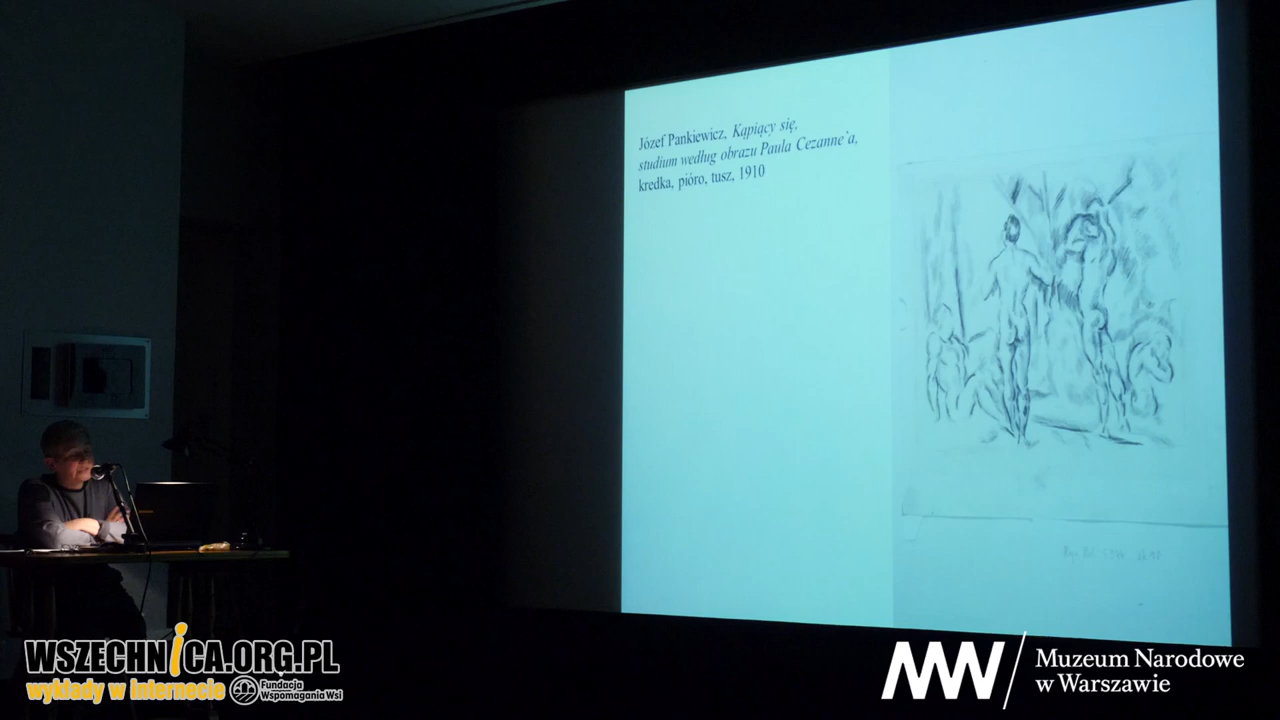 Józef Pankiewicz, Kąpiący się,
studium według obrazu Paula Cezanne'a,
kredka, pióro, tusz, 1910
WSZECHNiCA.ORG.PL
wykłady w internecie
Fundacja
Wspomagania Wsi
Muzeum Narodowe
w Warszawie